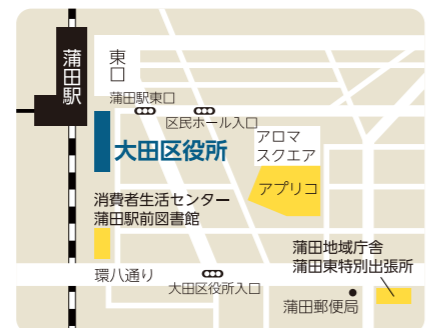 蒲田駅
東口
蒲田駅東口
区民ホール入口
アロマ
スクエア
大田区役所
アプリコ
消費者生活センター
蒲田駅前図書館
蒲田地域庁舎
蒲田東特別出張所
環八通り
大田区役所入口
蒲田郵便局